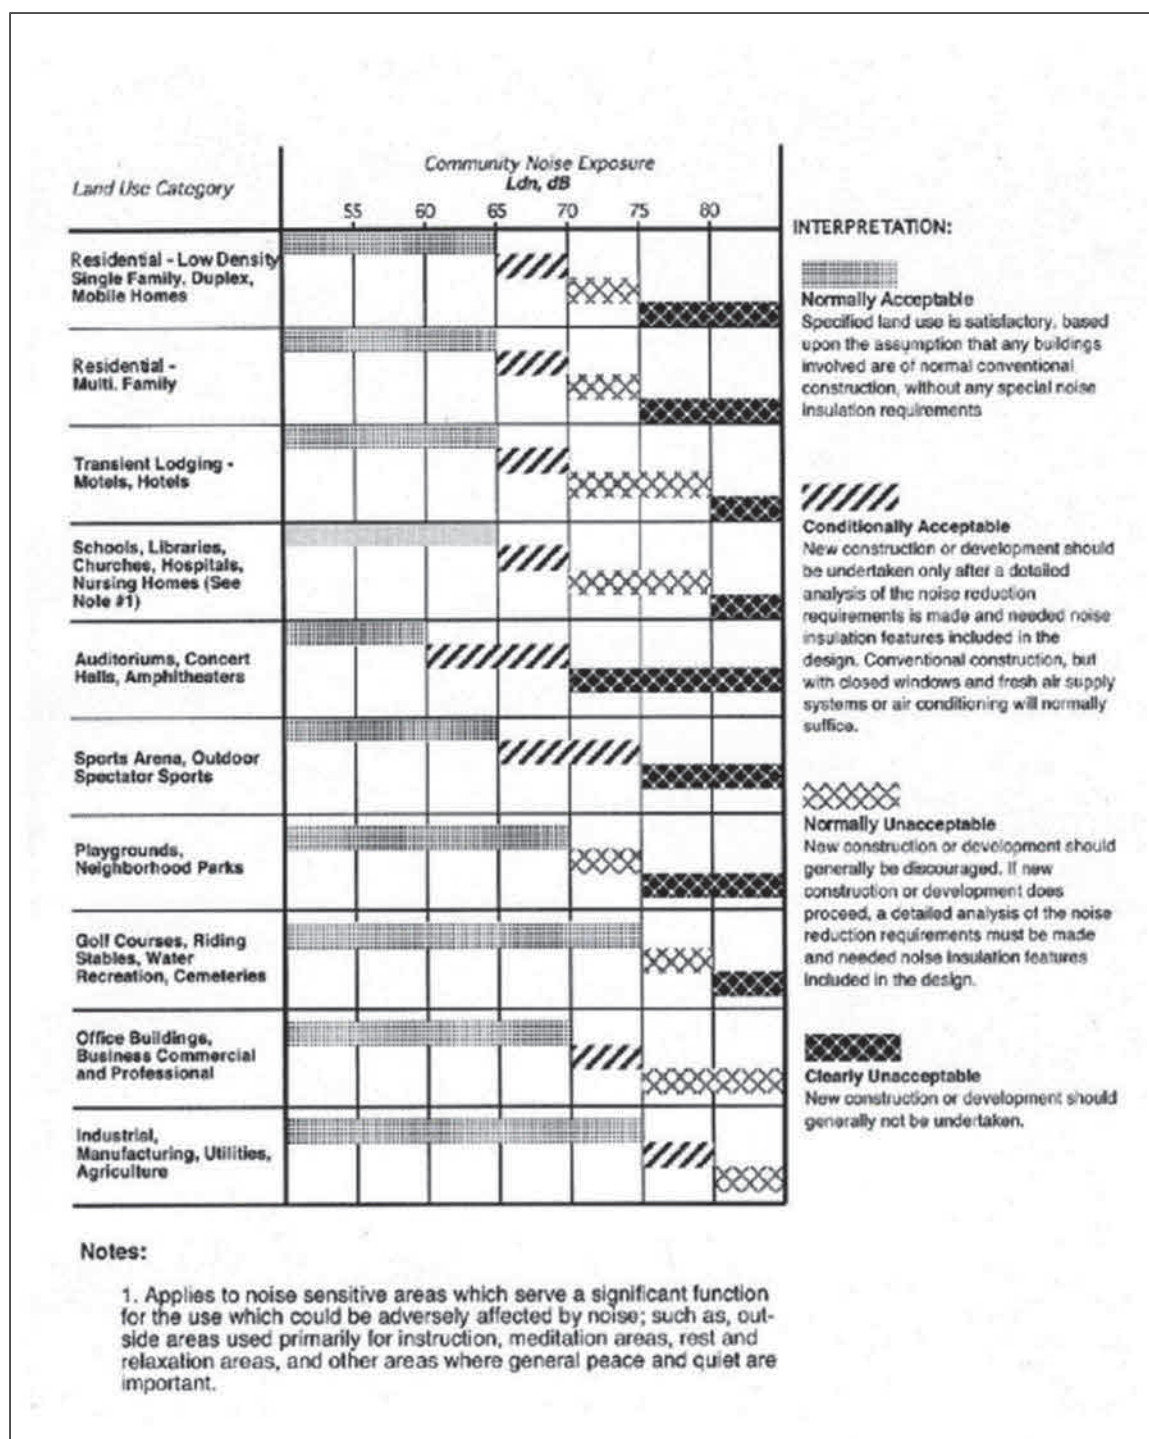 Land Use Category
Community Noise Exposure
Ldn, dB
55 60 65 70 75 80
Residential - Low Density
Single Family, Duplex,
Mobile Homes
Residential -
Multi. Family
Transient Lodging -
Motels, Hotels
Schools, Libraries,
Churches, Hospitals,
Nursing Homes (See
Note #1)
Auditoriums, Concert
Halls, Amphitheaters
Sports Arena, Outdoor
Spectator Sports
Playgrounds,
Neighborhood Parks
Golf Courses, Riding
Stables, Water
Recreation, Cemeteries
Office Buildings,
Business Commercial
and Professional
Industrial,
Manufacturing, Utilities,
Agriculture
INTERPRETATION:
Normally Acceptable
Specified land use is satisfactory, based
upon the assumption that any buildings
involved are of normal conventional
construction, without any special noise
insulation requirements
Conditionally Acceptable
New construction or development should
be undertaken only after a detailed
analysis of the noise reduction
requirements is made and needed noise
insulation features included in the
design. Conventional construction, but
with closed windows and fresh air supply
systems or air conditioning will normally
suffice.
Normally Unacceptable
New construction or development should
generally be discouraged. If new
construction or development does
proceed, a detailed analysis of the noise
reduction requirements must be made
and needed noise insulation features
included in the design.
Clearly Unacceptable
New construction or development should
generally not be undertaken.
Notes:
1. Applies to noise sensitive areas which serve a significant function
for the use which could be adversely affected by noise; such as, out-
side areas used primarily for instruction, meditation areas, rest and
relaxation areas, and other areas where general peace and quiet are
important.